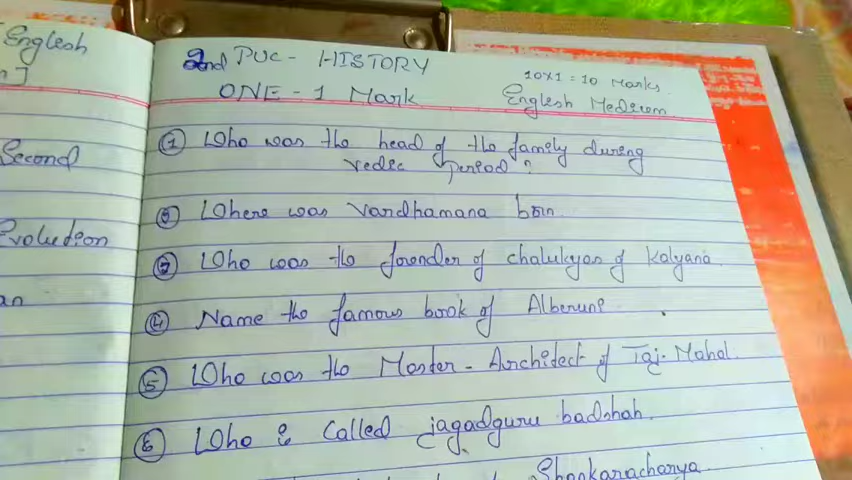 English
n]
Second
Evolution
an
2nd PUC - HISTORY
10x1 = 10 Marks
ONE - 1 Mark
English Medium
① Who was the head of the family during
vedic period ?
② Where was vardhamana born.
③ Who was the founder of chalukyas of Kalyana.
④ Name the famous book of Alberuni
⑤ Who was the Master - Architect of Taj-Mahal.
⑥ Who is Called jagadguru badshah.
Shankaracharya